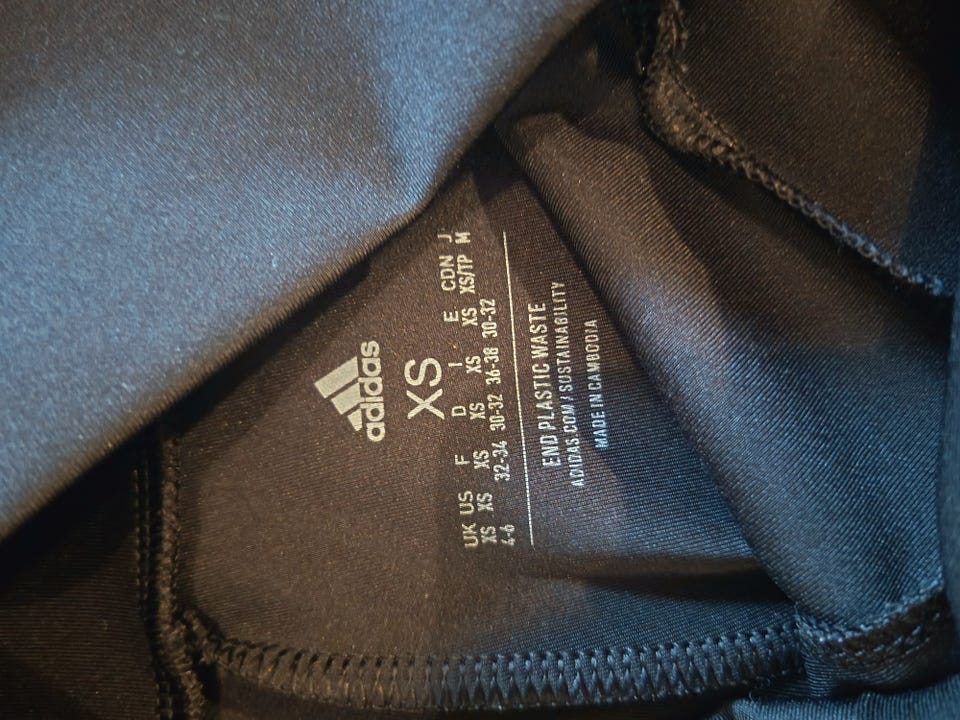 adidas
XS
UK US F D I E CDN J
XS XS XS XS XS XS XS/TP M
4-6 32-34 30-32 36-38 30-32
END PLASTIC WASTE
ADIDAS.COM/SUSTAINABILITY
MADE IN CAMBODIA